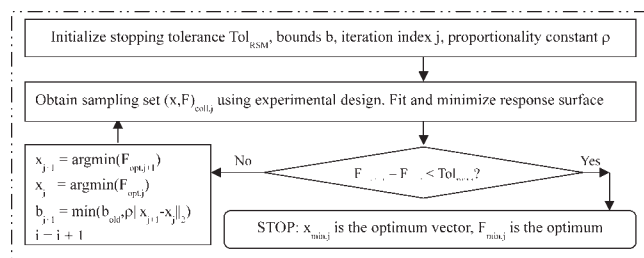 Initialize stopping tolerance Tol_RSM, bounds b, iteration index j, proportionality constant ρ
Obtain sampling set (x,F)_coll,j using experimental design. Fit and minimize response surface
x_j+1 = argmin(F_opt,j+1)
x_j = argmin(F_opt,j)
b_j+1 = min(b_old,ρ||x_j+1-x_j||_2)
j = j + 1
No
F – F < Tol ?
Yes
STOP: x_min,j is the optimum vector, F_min,j is the optimum